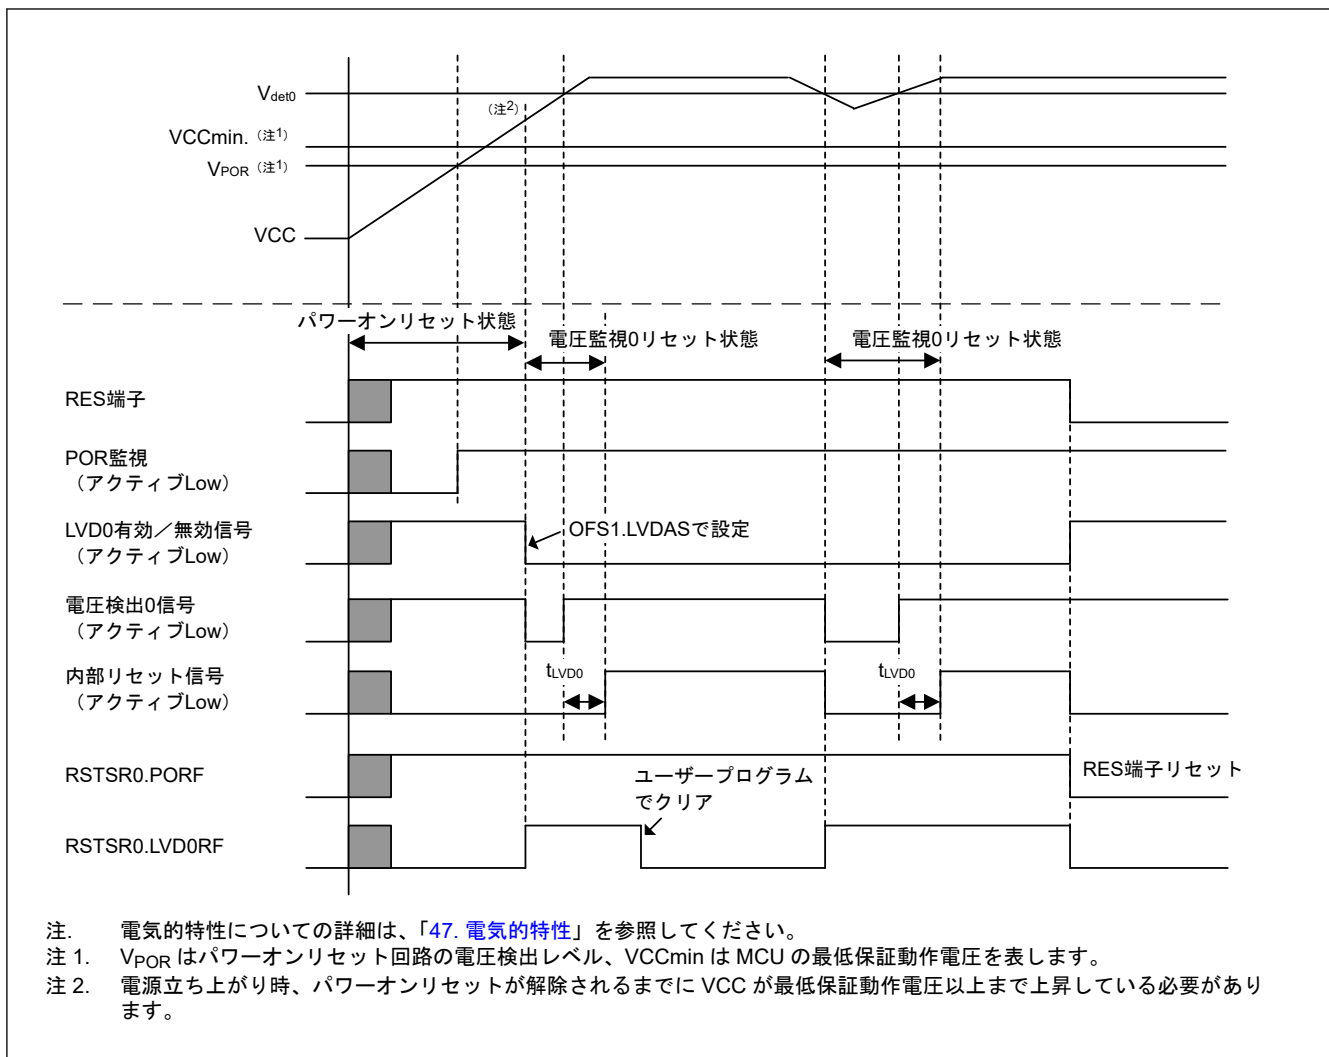 Vdet0
(注2)
VCCmin. (注1)
VPOR (注1)
VCC
パワーオンリセット状態
電圧監視0リセット状態
電圧監視0リセット状態
RES端子
POR監視
(アクティブLow)
LVD0有効/無効信号
(アクティブLow)
OFS1.LVDASで設定
電圧検出0信号
(アクティブLow)
内部リセット信号
(アクティブLow)
tLVD0
tLVD0
RSTSR0.PORF
ユーザープログラム
でクリア
RES端子リセット
RSTSR0.LVD0RF
注. 電気的特性についての詳細は、「47. 電気的特性」を参照してください。
注 1. VPOR はパワーオンリセット回路の電圧検出レベル、VCCmin は MCU の最低保証動作電圧を表します。
注 2. 電源立ち上がり時、パワーオンリセットが解除されるまでに VCC が最低保証動作電圧以上まで上昇している必要があり
ます。